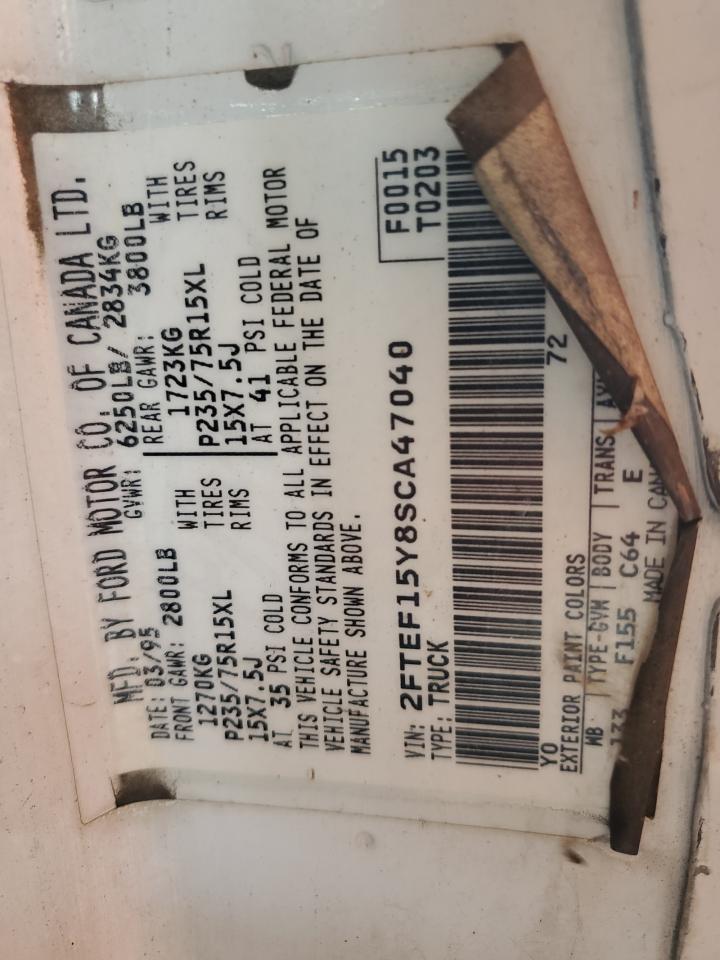 MFD. BY FORD MOTOR CO. OF CANADA LTD.
DATE: 03/95 GVWR: 6250LB/ 2834KG
FRONT GAWR: 2800LB REAR GAWR: 3800LB
1270KG WITH 1723KG WITH
P235/75R15XL TIRES P235/75R15XL TIRES
15X7.5J RIMS 15X7.5J RIMS
AT 35 PSI COLD AT 41 PSI COLD
THIS VEHICLE CONFORMS TO ALL APPLICABLE FEDERAL MOTOR
VEHICLE SAFETY STANDARDS IN EFFECT ON THE DATE OF
MANUFACTURE SHOWN ABOVE.
VIN: 2FTEF15Y8SCA47040 F0015
TYPE: TRUCK T0203
YO 72
EXTERIOR PAINT COLORS
WB TYPE-GVW BODY TRANS
133 F155 C64 E
MADE IN